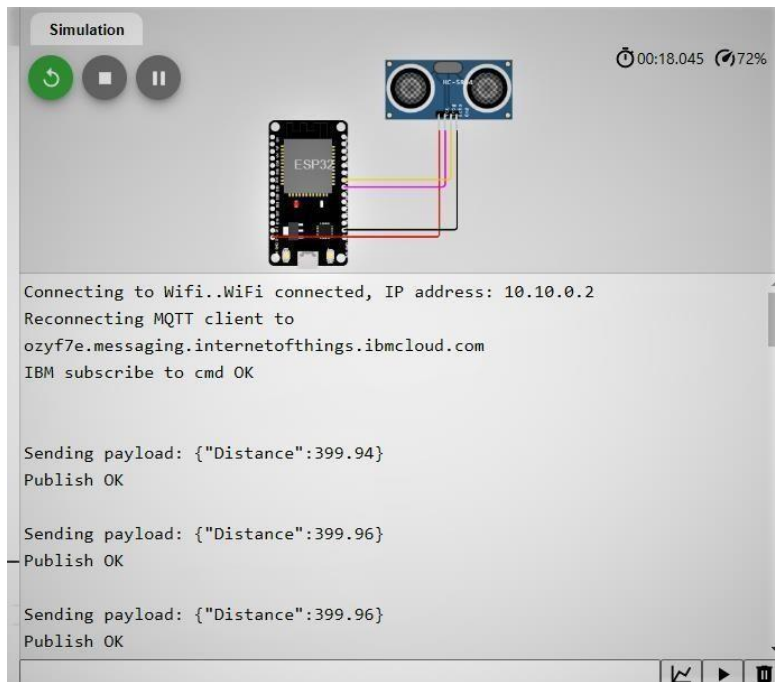 Simulation
00:18.045 72%
HC-SR04
ESP32
Connecting to Wifi..WiFi connected, IP address: 10.10.0.2
Reconnecting MQTT client to
ozyf7e.messaging.internetofthings.ibmcloud.com
IBM subscribe to cmd OK
Sending payload: {"Distance":399.94}
Publish OK
Sending payload: {"Distance":399.96}
Publish OK
Sending payload: {"Distance":399.96}
Publish OK